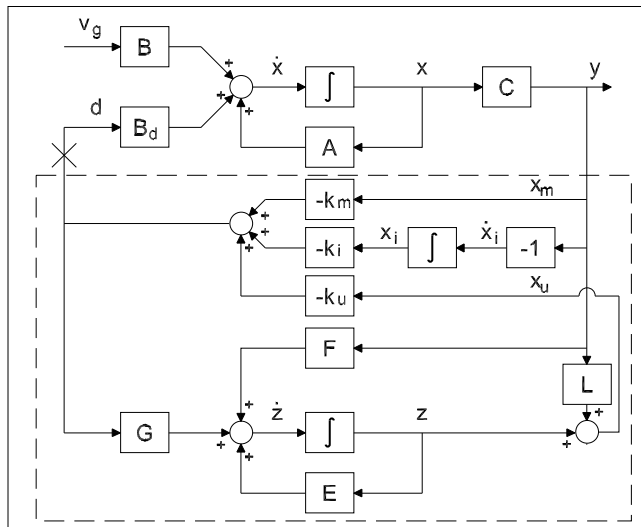 v_g B
ẋ ∫ x C y
d B_d
A
-k_m x_m
-k_i x_i ∫ ẋ_i -1
-k_u x_u
F
L
G ż ∫ z
E
+ + + + + + + + + + + +